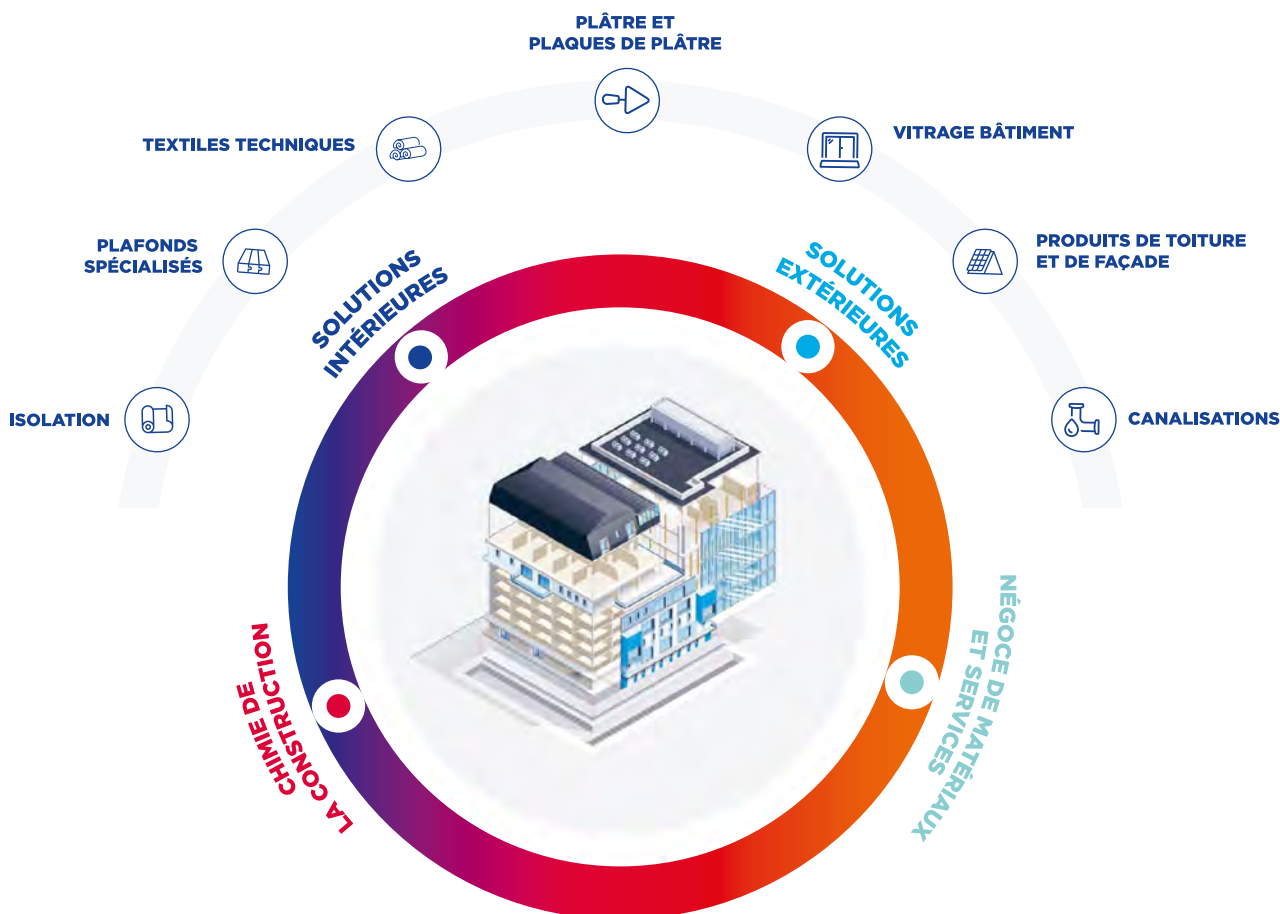 PLÂTRE ET
PLAQUES DE PLÂTRE
TEXTILES TECHNIQUES
VITRAGE BÂTIMENT
PLAFONDS
SPÉCIALISÉS
PRODUITS DE TOITURE
ET DE FAÇADE
SOLUTIONS
INTÉRIEURES
SOLUTIONS
EXTÉRIEURES
ISOLATION
CANALISATIONS
CHIMIE DE
LA CONSTRUCTION
NÉGOCE DE MATÉRIAUX
ET SERVICES